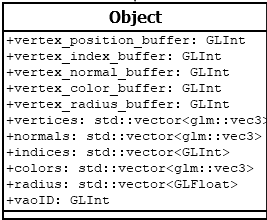 Object
+vertex_position_buffer: GLInt
+vertex_index_buffer: GLInt
+vertex_normal_buffer: GLInt
+vertex_color_buffer: GLInt
+vertex_radius_buffer: GLInt
+vertices: std::vector<glm::vec3>
+normals: std::vector<glm::vec3>
+indices: std::vector<GLInt>
+colors: std::vector<glm::vec3>
+radius: std::vector<GLFloat>
+vaoID: GLInt